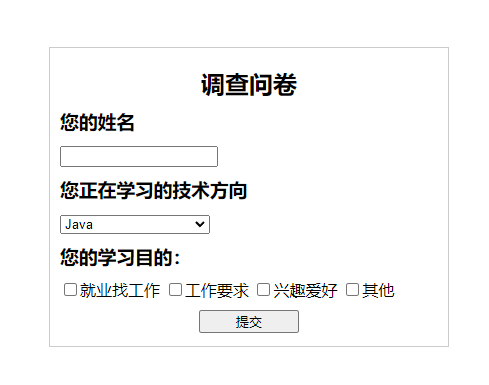 调查问卷
您的姓名
您正在学习的技术方向
Java
您的学习目的：
就业找工作 工作要求 兴趣爱好 其他
提交